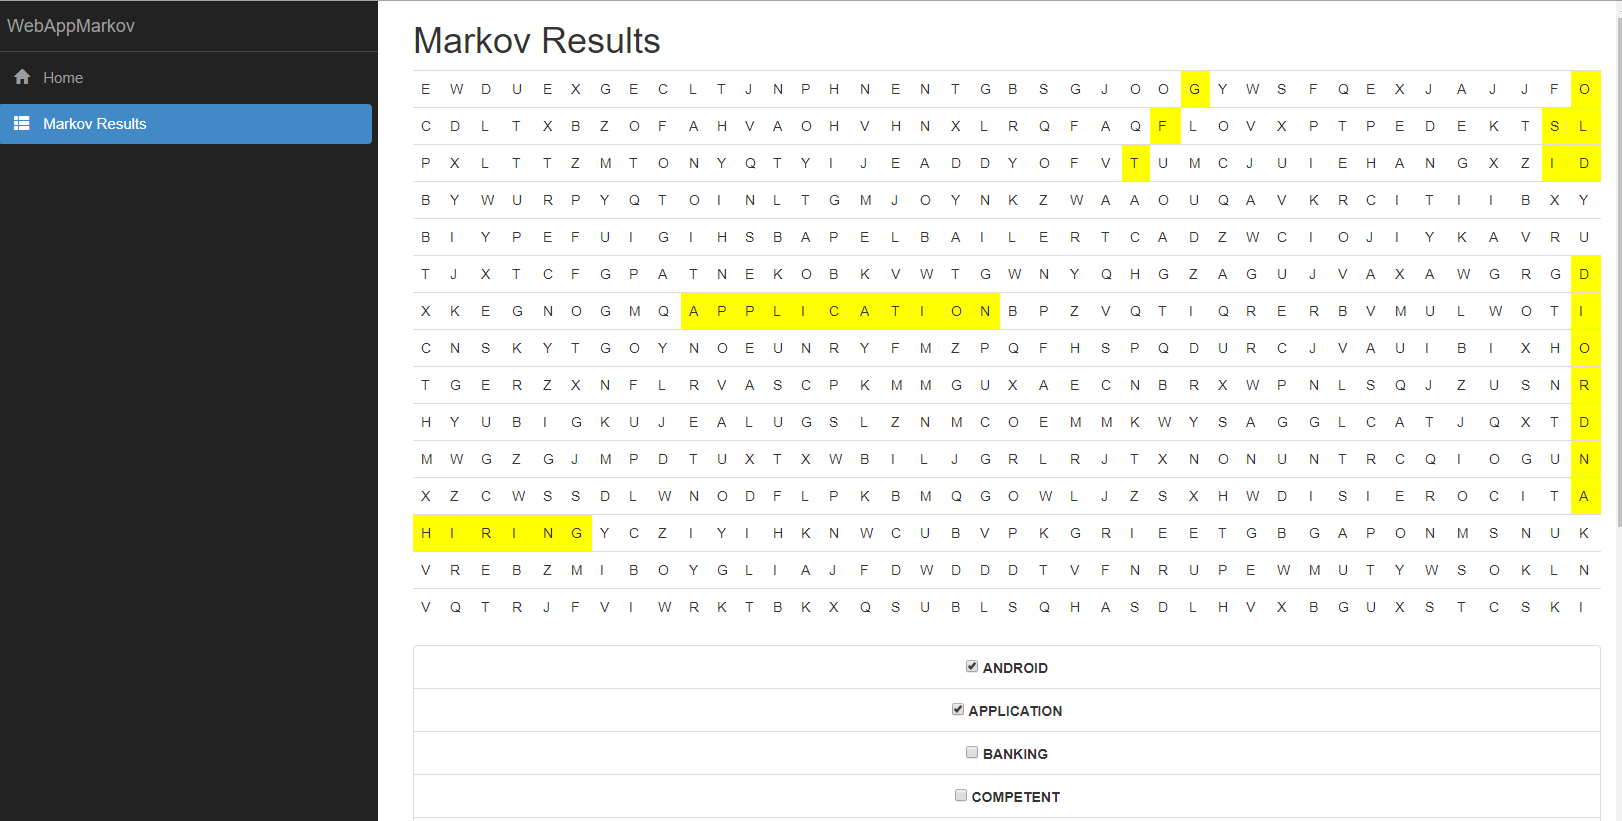 WebAppMarkov
Home
Markov Results
Markov Results
E W D U E X G E C L T J N P H N E N T G B S G J O O G Y W S F Q E X J A J J F O
C D L T X B Z O F A H V A O H V H N X L R Q F A Q F L O V X P T P E D E K T S L
P X L T T Z M T O N Y Q T Y I J E A D D Y O F V T U M C J U I E H A N G X Z I D
B Y W U R P Y Q T O I N L T G M J O Y N K Z W A A O U Q A V K R C I T I I B X Y
B I Y P E F U I G I H S B A P E L B A I L E R T C A D Z W C I O J I Y K A V R U
T J X T C F G P A T N E K O B K V W T G W N Y Q H G Z A G U J V A X A W G R G D
X K E G N O G M Q A P P L I C A T I O N B P Z V Q T I Q R E R B V M U L W O T I
C N S K Y T G O Y N O E U N R Y F M Z P Q F H S P Q D U R C J V A U I B I X H O
T G E R Z X N F L R V A S C P K M M G U X A E C N B R X W P N L S Q J Z U S N R
H Y U B I G K U J E A L U G S L Z N M C O E M M K W Y S A G G L C A T J Q X T D
M W G Z G J M P D T U X T X W B I L J G R L R J T X N O N U N T R C Q I O G U N
X Z C W S S D L W N O D F L P K B M Q G O W L J Z S X H W D I S I E R O C I T A
H I R I N G Y C Z I Y I H K N W C U B V P K G R I E E T G B G A P O N M S N U K
V R E B Z M I B O Y G L I A J F D W D D D T V F N R U P E W M U T Y W S O K L N
V Q T R J F V I W R K T B K X Q S U B L S Q H A S D L H V X B G U X S T C S K I
ANDROID
APPLICATION
BANKING
COMPETENT